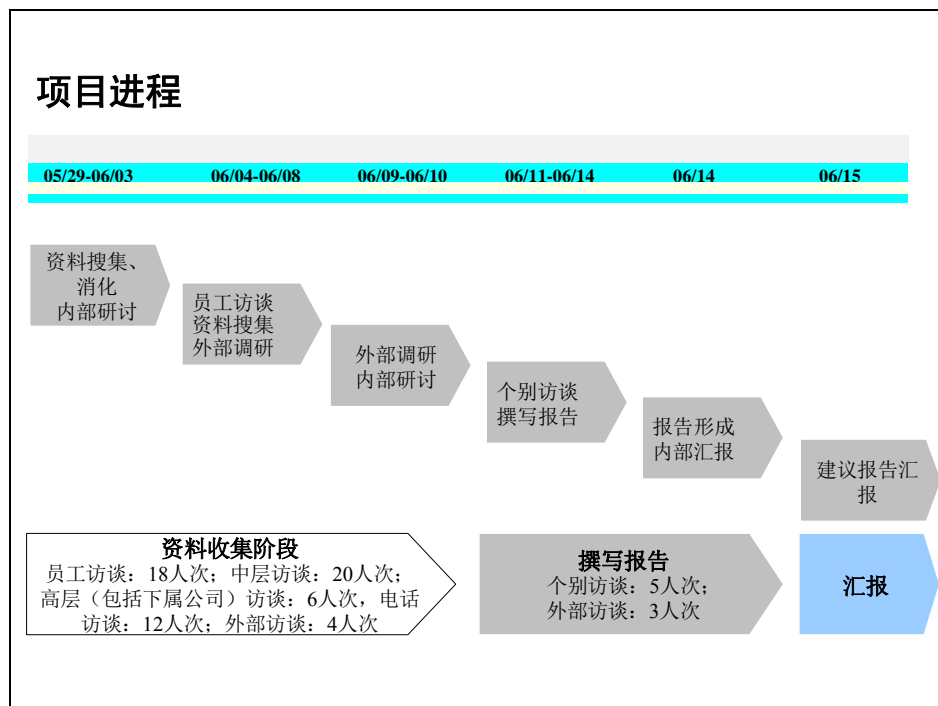 项目进程
05/29-06/03 06/04-06/08 06/09-06/10 06/11-06/14 06/14 06/15
资料搜集、
消化
内部研讨
员工访谈
资料搜集
外部调研
外部调研
内部研讨
个别访谈
撰写报告
报告形成
内部汇报
建议报告汇
报
资料收集阶段
员工访谈：18人次；中层访谈：20人次；
高层（包括下属公司）访谈：6人次，电话
访谈：12人次；外部访谈：4人次
撰写报告
个别访谈：5人次；
外部访谈：3人次
汇报